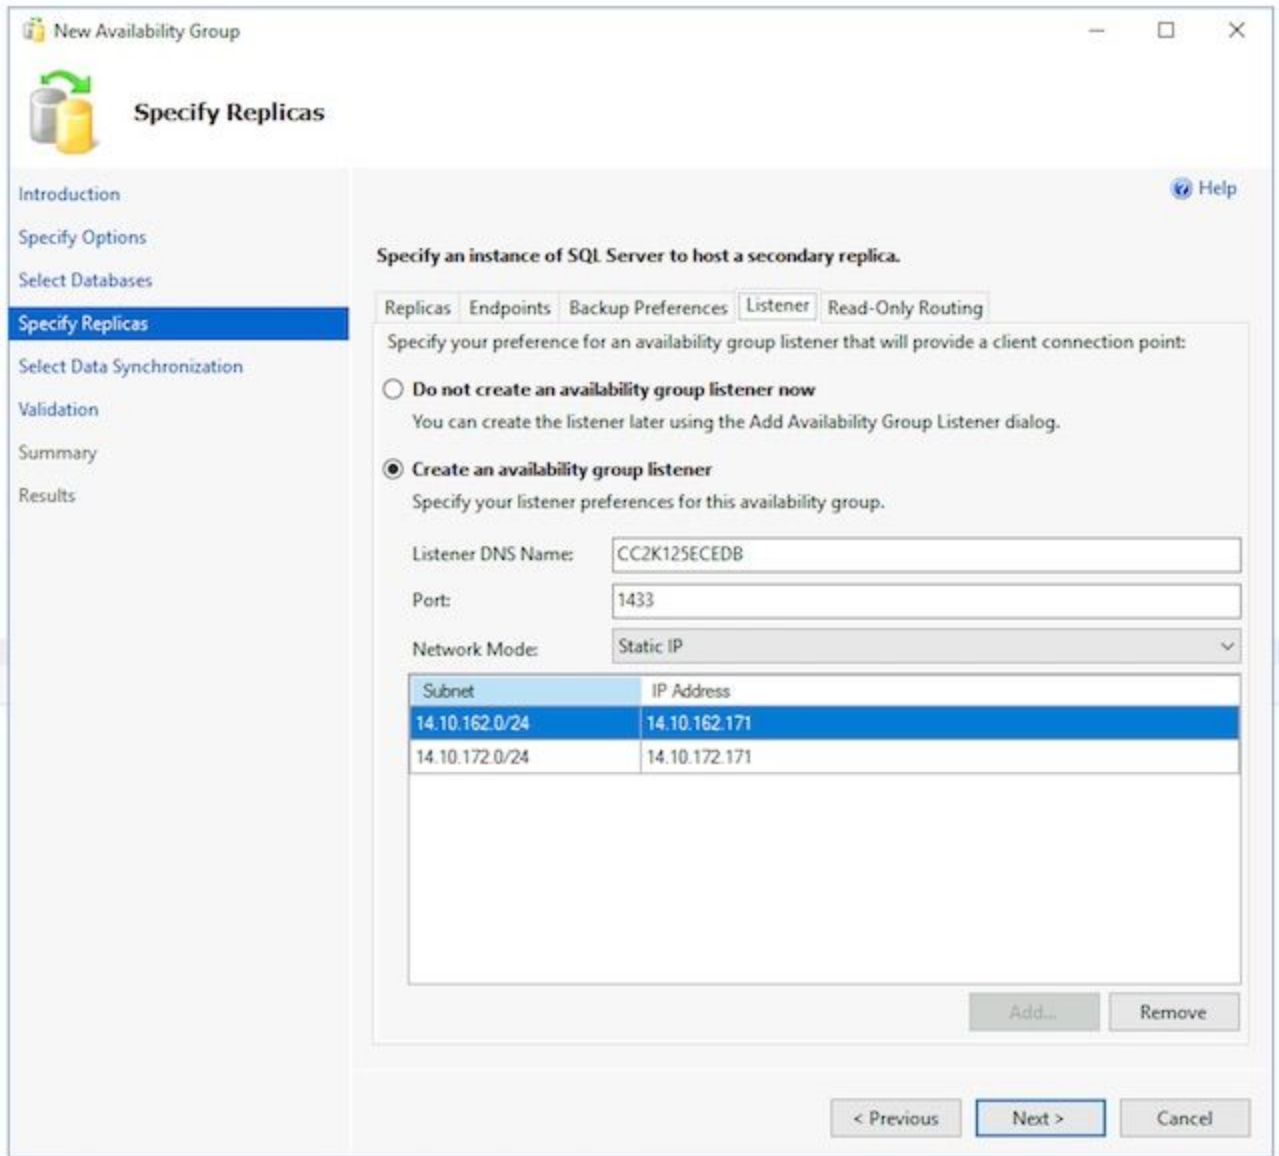 New Availability Group
Specify Replicas
Introduction
Specify Options
Select Databases
Specify Replicas
Select Data Synchronization
Validation
Summary
Results
Help
Specify an instance of SQL Server to host a secondary replica.
Replicas Endpoints Backup Preferences Listener Read-Only Routing
Specify your preference for an availability group listener that will provide a client connection point:
Do not create an availability group listener now
You can create the listener later using the Add Availability Group Listener dialog.
Create an availability group listener
Specify your listener preferences for this availability group.
Listener DNS Name: CC2K125ECEDB
Port: 1433
Network Mode: Static IP
Subnet IP Address
14.10.162.0/24 14.10.162.171
14.10.172.0/24 14.10.172.171
Add... Remove
< Previous Next > Cancel